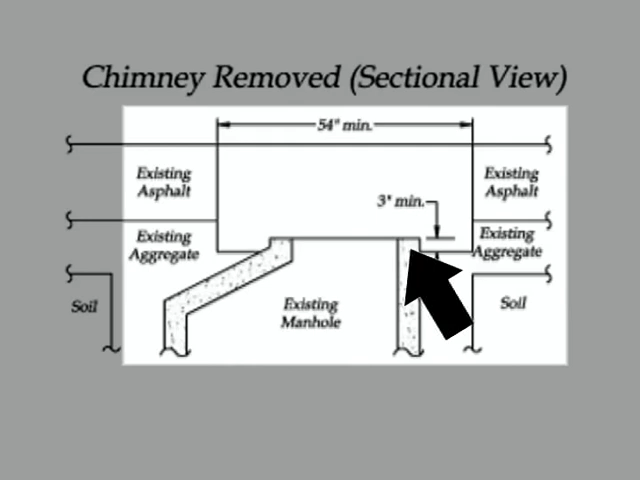 Chimney Removed (Sectional View)
54" min.
Existing
Asphalt
Existing
Asphalt
3" min.
Existing
Aggregate
Existing
Aggregate
Soil
Existing
Manhole
Soil